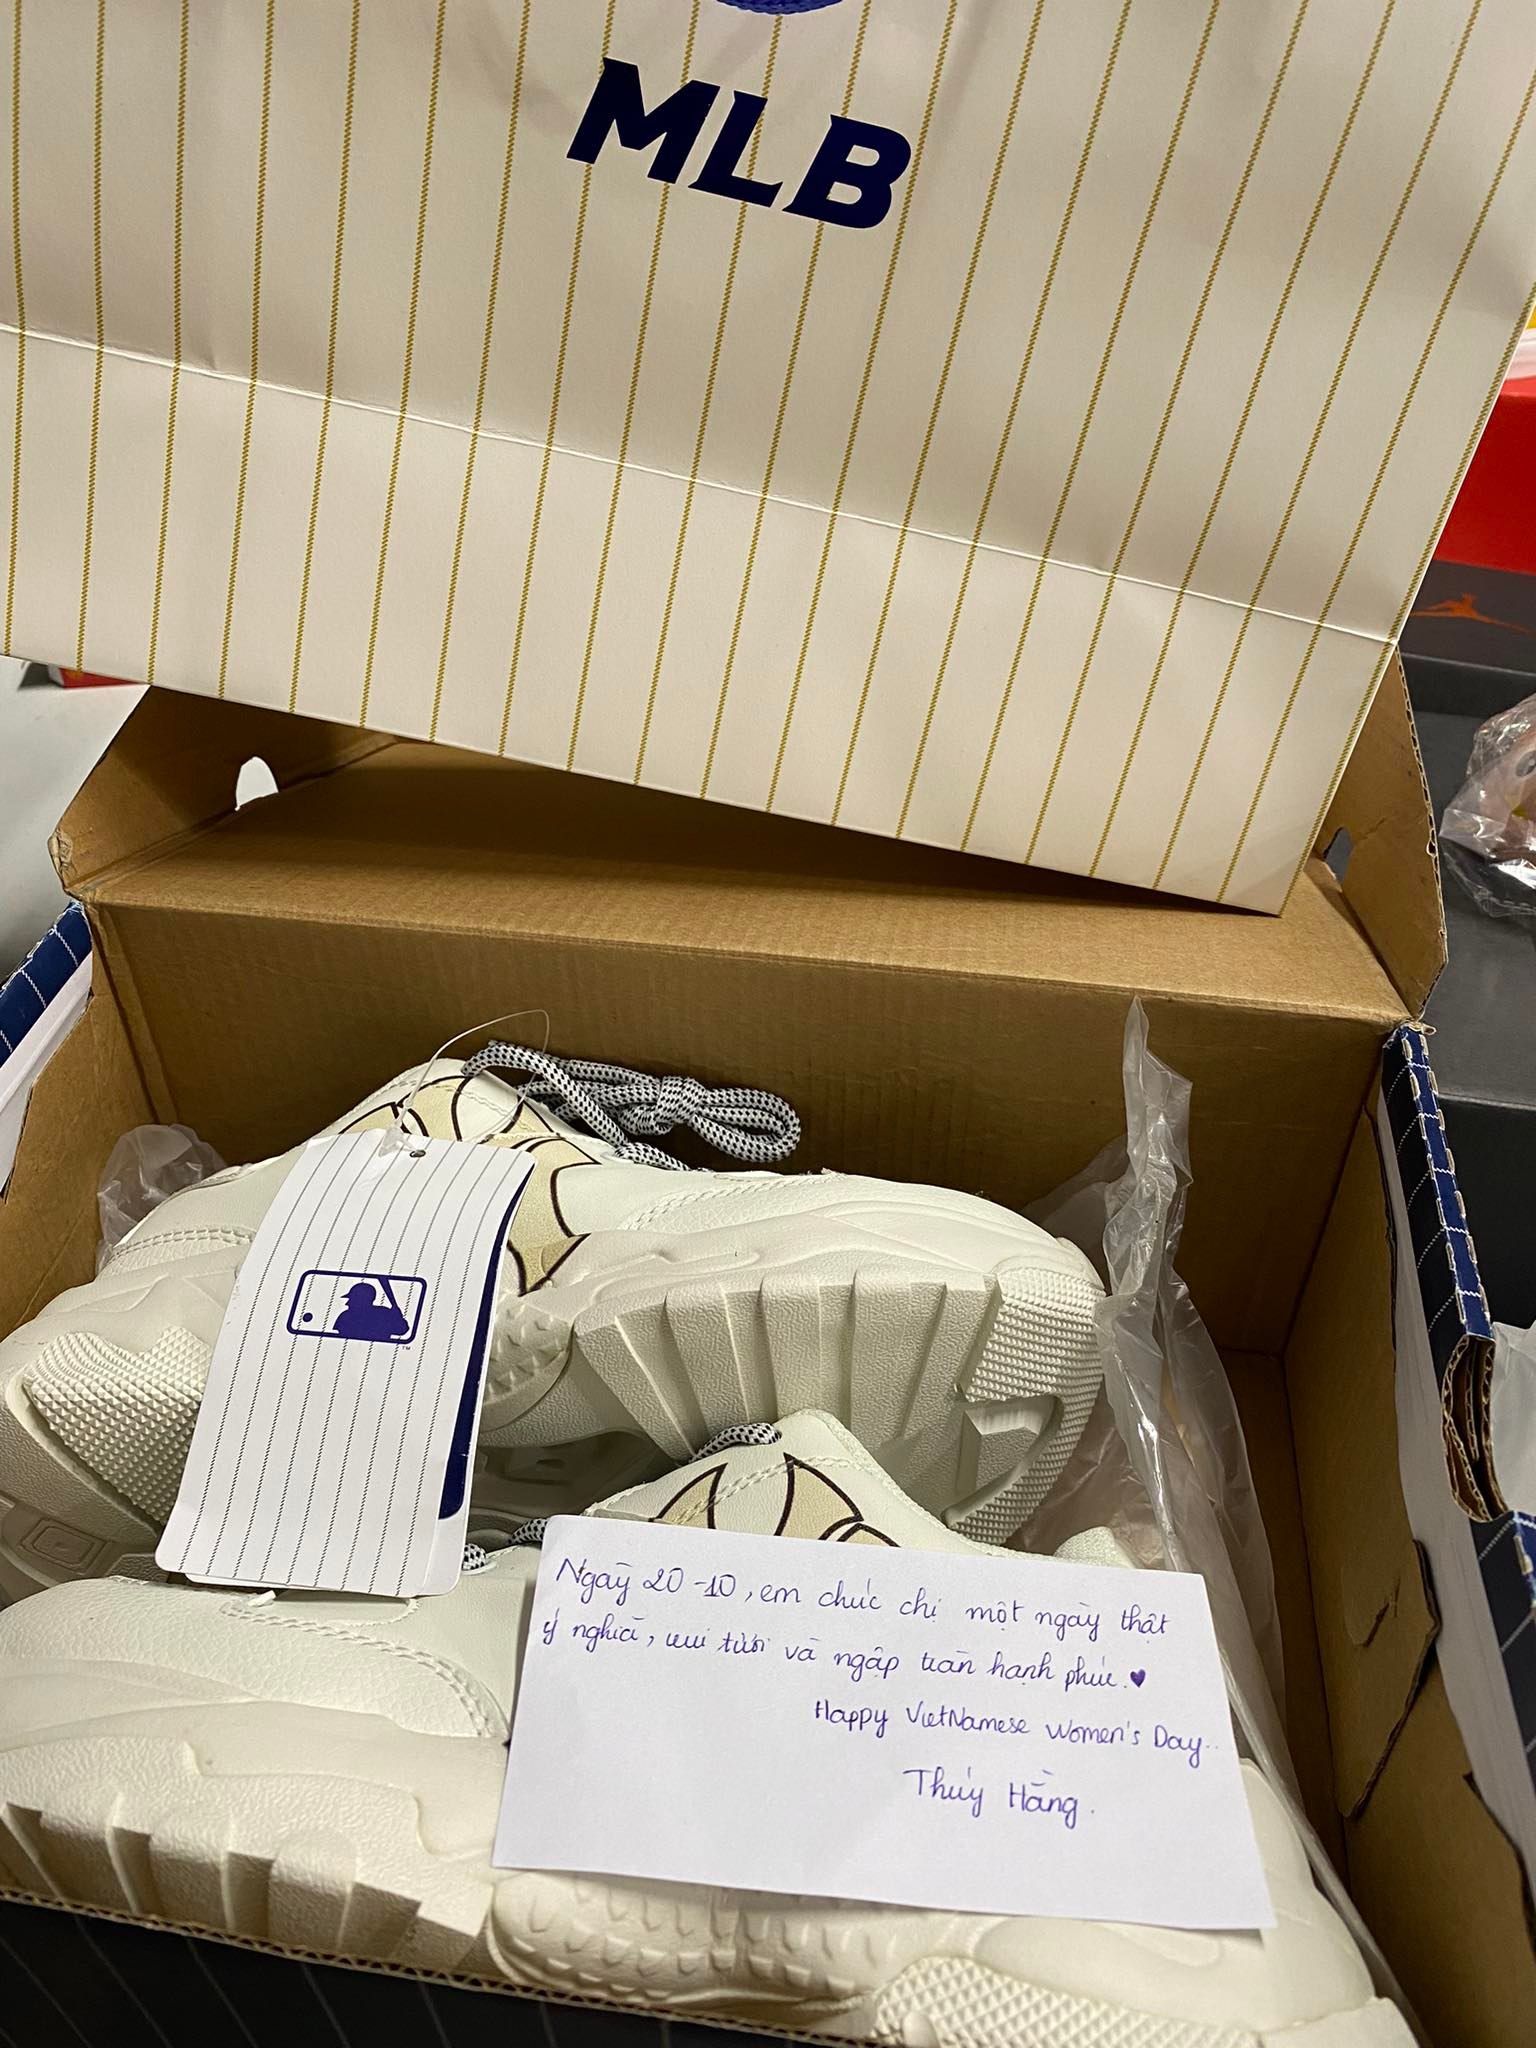 MLB
Ngày 20-10, em chúc chị một ngày thật
ý nghĩa, vui tươi và ngập tràn hạnh phúc. ♥
Happy VietNamese Women's Day..
Thúy Hằng.